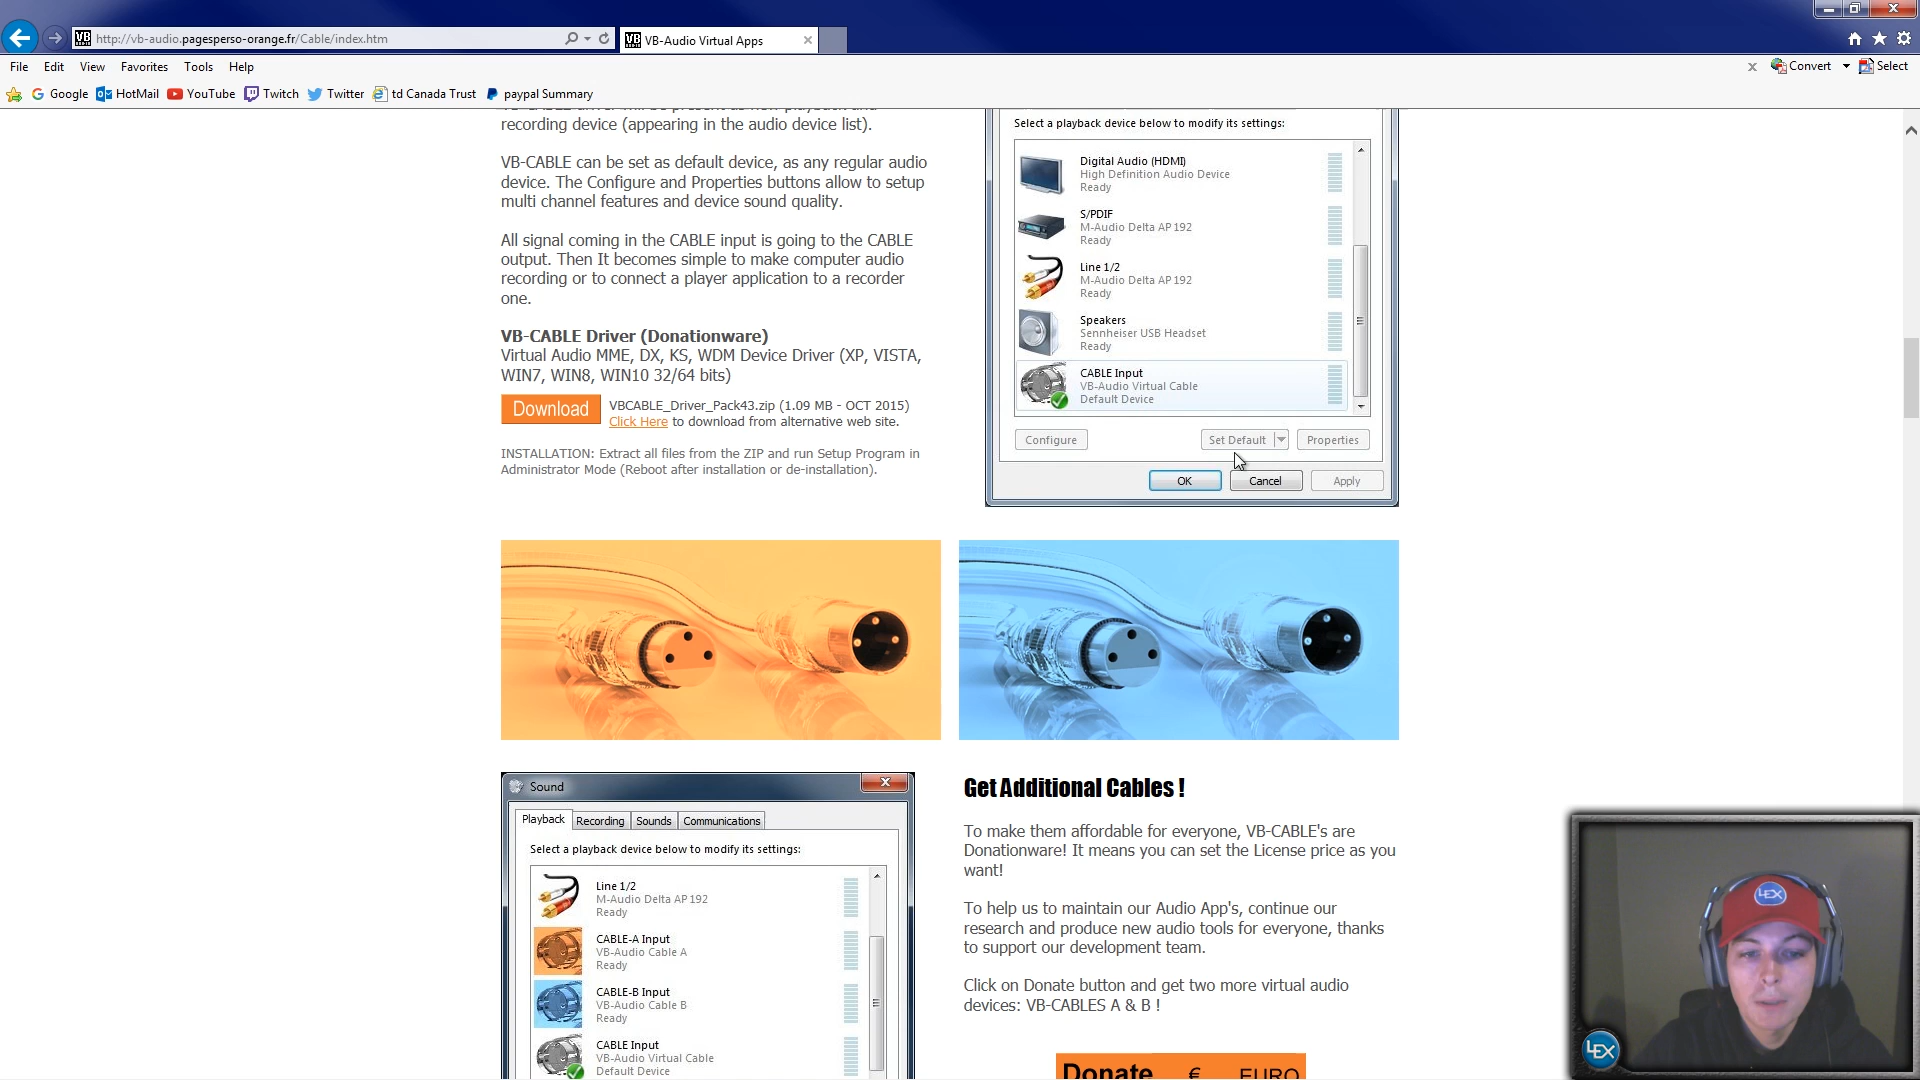 http://vb-audio.pagesperso-orange.fr/Cable/index.htm
VB-Audio Virtual Apps
File Edit View Favorites Tools Help
Convert
Select
Google
HotMail
YouTube
Twitch
Twitter
td Canada Trust
paypal Summary
recording device (appearing in the audio device list).
VB-CABLE can be set as default device, as any regular audio
device. The Configure and Properties buttons allow to setup
multi channel features and device sound quality.
All signal coming in the CABLE input is going to the CABLE
output. Then It becomes simple to make computer audio
recording or to connect a player application to a recorder
one.
VB-CABLE Driver (Donationware)
Virtual Audio MME, DX, KS, WDM Device Driver (XP, VISTA,
WIN7, WIN8, WIN10 32/64 bits)
Download
VBCABLE_Driver_Pack43.zip (1.09 MB - OCT 2015)
Click Here to download from alternative web site.
INSTALLATION: Extract all files from the ZIP and run Setup Program in
Administrator Mode (Reboot after installation or de-installation).
Select a playback device below to modify its settings:
Digital Audio (HDMI)
High Definition Audio Device
Ready
S/PDIF
M-Audio Delta AP 192
Ready
Line 1/2
M-Audio Delta AP 192
Ready
Speakers
Sennheiser USB Headset
Ready
CABLE Input
VB-Audio Virtual Cable
Default Device
Configure
Set Default
Properties
OK
Cancel
Apply
Sound
Playback
Recording
Sounds
Communications
Select a playback device below to modify its settings:
Line 1/2
M-Audio Delta AP 192
Ready
CABLE-A Input
VB-Audio Cable A
Ready
CABLE-B Input
VB-Audio Cable B
Ready
CABLE Input
VB-Audio Virtual Cable
Default Device
Get Additional Cables !
To make them affordable for everyone, VB-CABLE's are
Donationware! It means you can set the License price as you
want!
To help us to maintain our Audio App's, continue our
research and produce new audio tools for everyone, thanks
to support our development team.
Click on Donate button and get two more virtual audio
devices: VB-CABLES A & B !
Donate € EURO
LEX
LEX